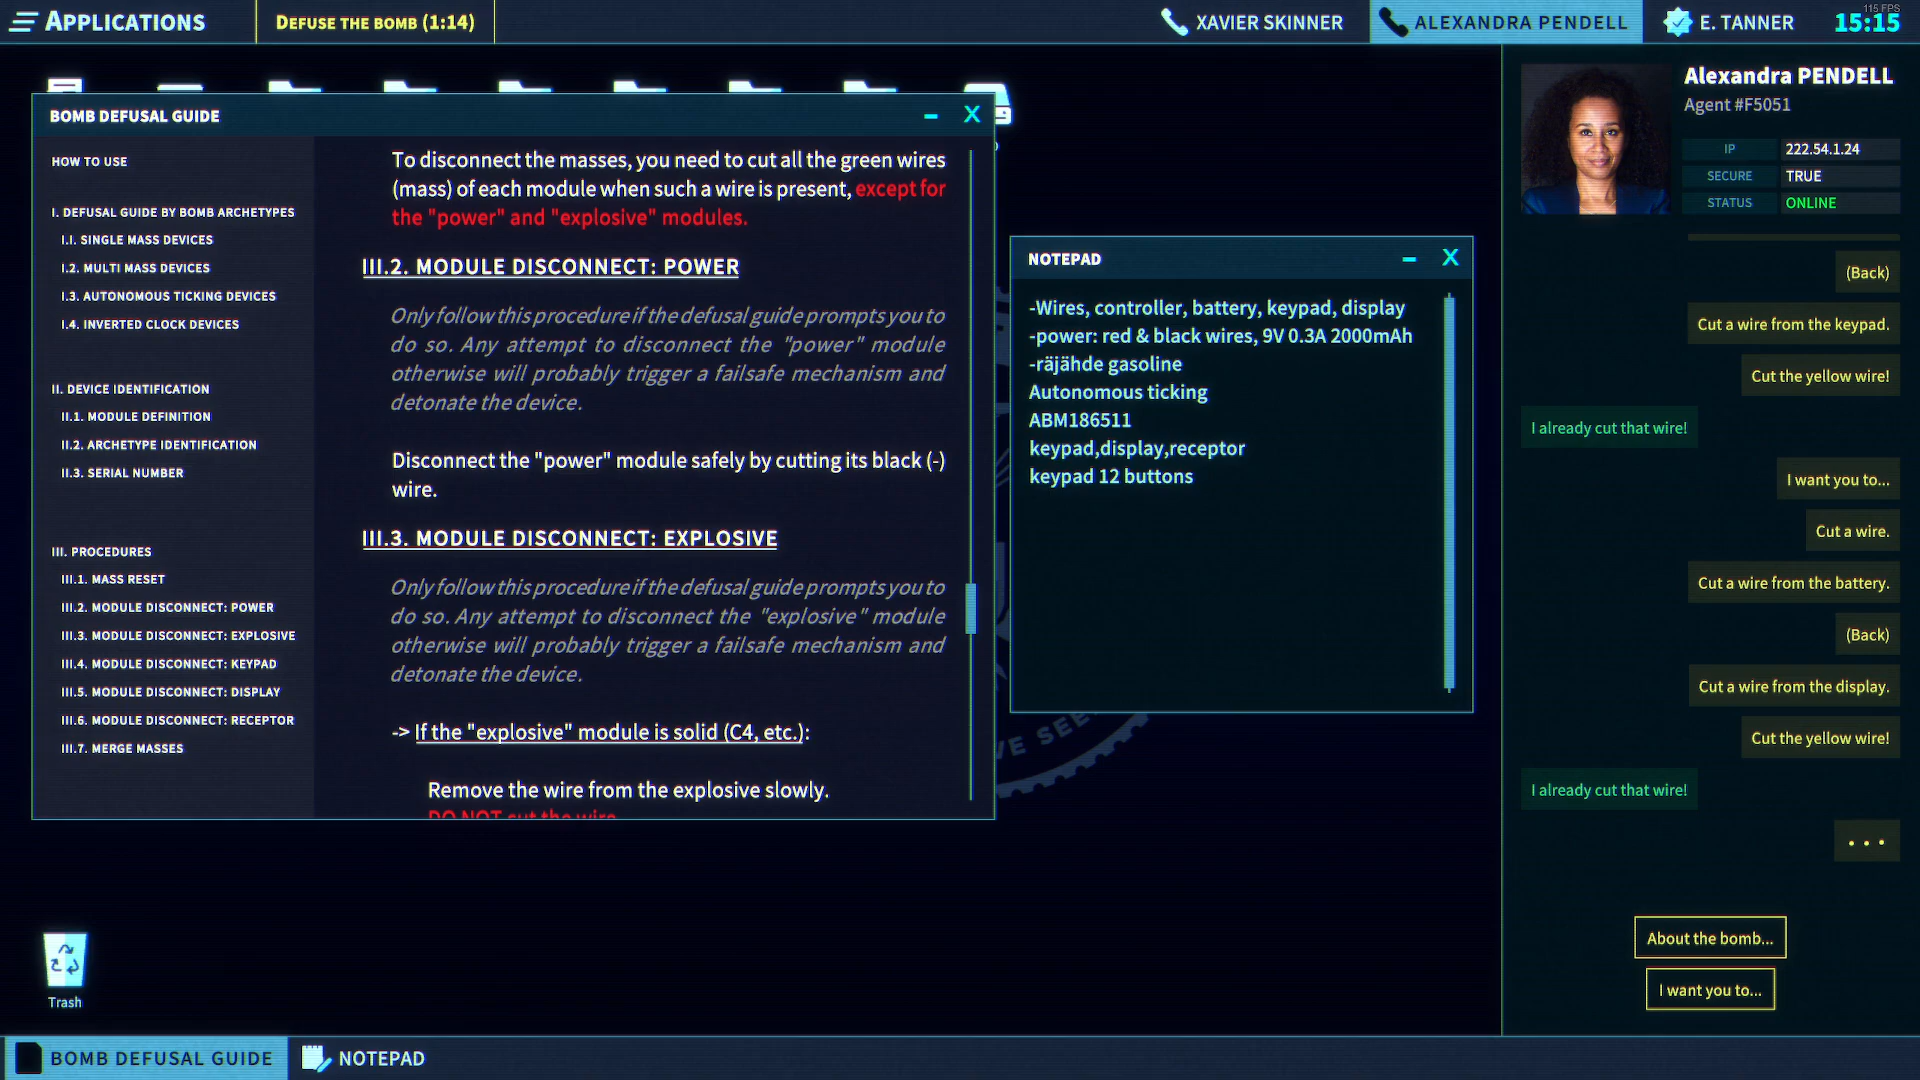 APPLICATIONS
DEFUSE THE BOMB (1:14)
XAVIER SKINNER
ALEXANDRA PENDELL
E. TANNER
115 FPS
15:15
BOMB DEFUSAL GUIDE
HOW TO USE
I. DEFUSAL GUIDE BY BOMB ARCHETYPES
I.I. SINGLE MASS DEVICES
I.2. MULTI MASS DEVICES
I.3. AUTONOMOUS TICKING DEVICES
I.4. INVERTED CLOCK DEVICES
II. DEVICE IDENTIFICATION
II.1. MODULE DEFINITION
II.2. ARCHETYPE IDENTIFICATION
II.3. SERIAL NUMBER
III. PROCEDURES
III.1. MASS RESET
III.2. MODULE DISCONNECT: POWER
III.3. MODULE DISCONNECT: EXPLOSIVE
III.4. MODULE DISCONNECT: KEYPAD
III.5. MODULE DISCONNECT: DISPLAY
III.6. MODULE DISCONNECT: RECEPTOR
III.7. MERGE MASSES
To disconnect the masses, you need to cut all the green wires
(mass) of each module when such a wire is present, except for
the "power" and "explosive" modules.
III.2. MODULE DISCONNECT: POWER
Only follow this procedure if the defusal guide prompts you to
do so. Any attempt to disconnect the "power" module
otherwise will probably trigger a failsafe mechanism and
detonate the device.
Disconnect the "power" module safely by cutting its black (-)
wire.
III.3. MODULE DISCONNECT: EXPLOSIVE
Only follow this procedure if the defusal guide prompts you to
do so. Any attempt to disconnect the "explosive" module
otherwise will probably trigger a failsafe mechanism and
detonate the device.
-> If the "explosive" module is solid (C4, etc.):
Remove the wire from the explosive slowly.
DO NOT cut the wire.
NOTEPAD
-Wires, controller, battery, keypad, display
-power: red & black wires, 9V 0.3A 2000mAh
-räjähde gasoline
Autonomous ticking
ABM186511
keypad,display,receptor
keypad 12 buttons
VE SEE
Alexandra PENDELL
Agent #F5051
IP 222.54.1.24
SECURE TRUE
STATUS ONLINE
(Back)
Cut a wire from the keypad.
Cut the yellow wire!
I already cut that wire!
I want you to...
Cut a wire.
Cut a wire from the battery.
(Back)
Cut a wire from the display.
Cut the yellow wire!
I already cut that wire!
...
About the bomb...
I want you to...
Trash
BOMB DEFUSAL GUIDE
NOTEPAD